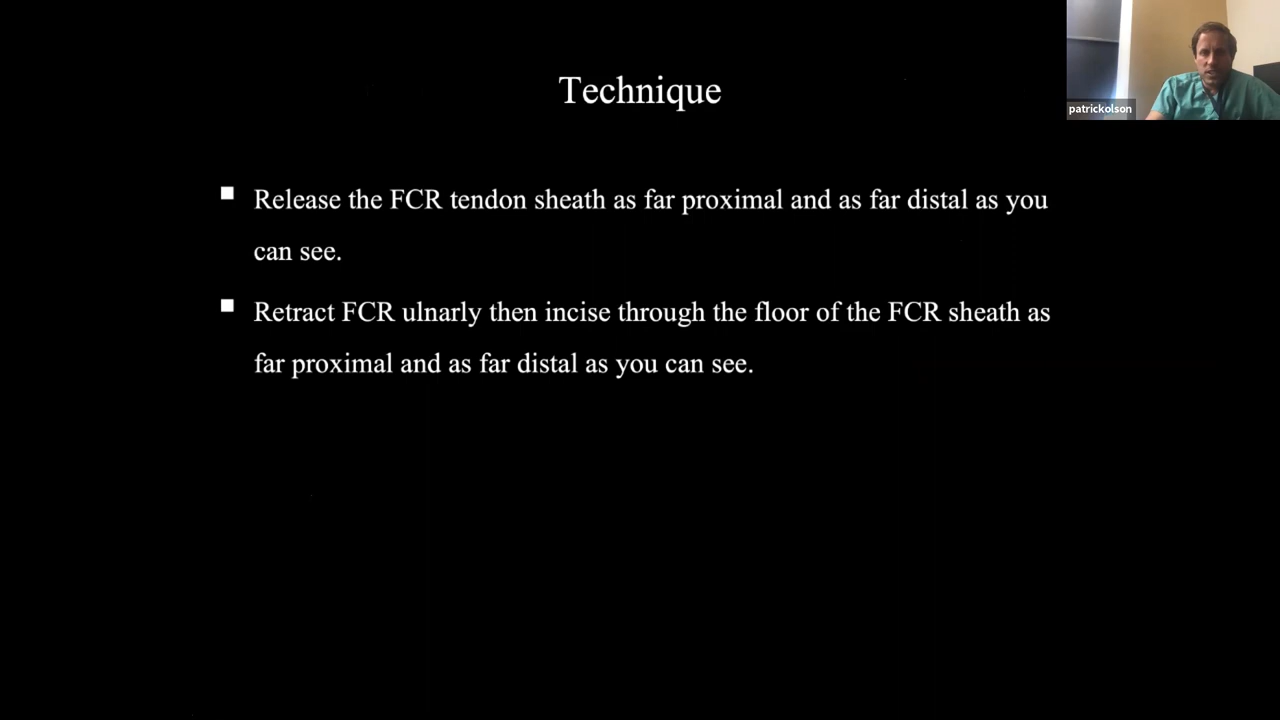 Technique
patrickolson
Release the FCR tendon sheath as far proximal and as far distal as you
can see.
Retract FCR ulnarly then incise through the floor of the FCR sheath as
far proximal and as far distal as you can see.